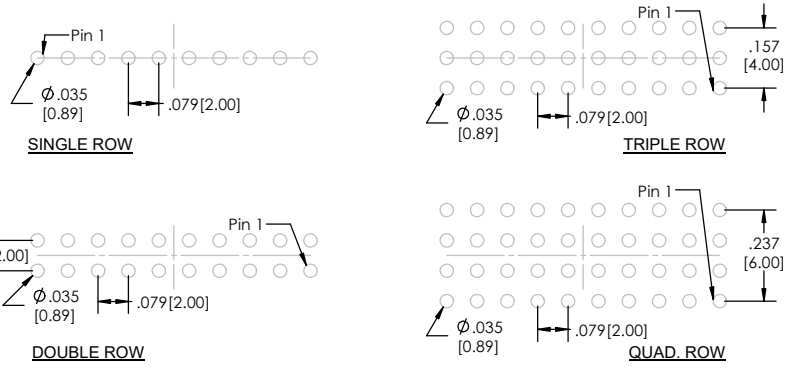 Pin 1
Ø.035
[0.89]
.079[2.00]
SINGLE ROW
Pin 1
.157
[4.00]
Ø.035
[0.89]
.079[2.00]
TRIPLE ROW
Pin 1
2.00]
Ø.035
[0.89]
.079[2.00]
DOUBLE ROW
Pin 1
.237
[6.00]
Ø.035
[0.89]
.079[2.00]
QUAD. ROW